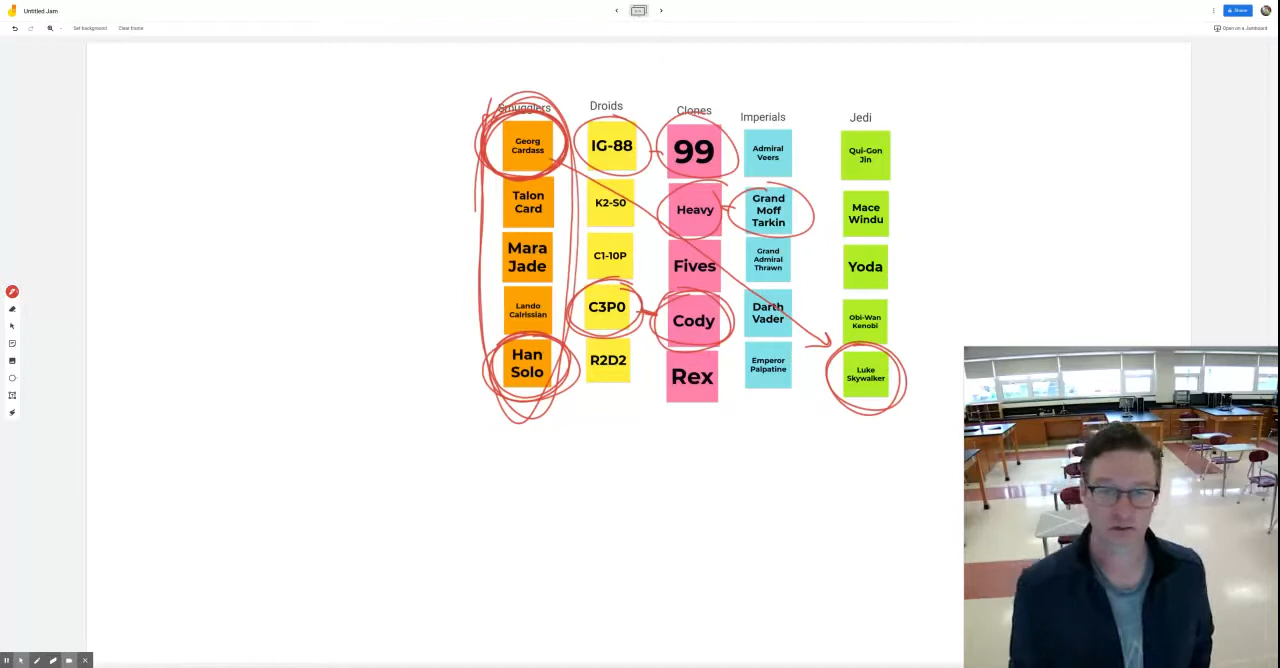 Untitled Jam
Share
Set background
Clear frame
Open on a Jamboard
Smugglers
Droids
Clones
Imperials
Jedi
Georg
Cardass
IG-88
99
Admiral
Veers
Qui-Gon
Jin
Talon
Card
K2-S0
Heavy
Grand
Moff
Tarkin
Mace
Windu
Mara
Jade
C1-10P
Fives
Grand
Admiral
Thrawn
Yoda
Lando
Calrissian
C3P0
Cody
Darth
Vader
Obi-Wan
Kenobi
Han
Solo
R2D2
Rex
Emperor
Palpatine
Luke
Skywalker